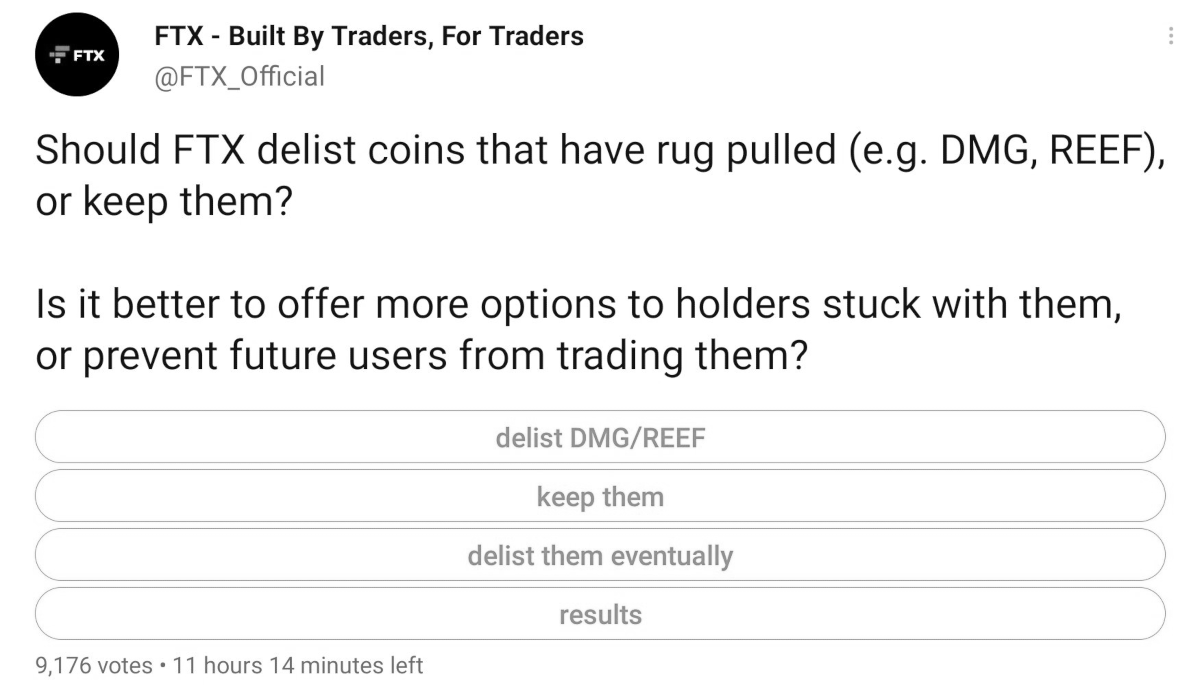 FTX
FTX - Built By Traders, For Traders
@FTX_Official
Should FTX delist coins that have rug pulled (e.g. DMG, REEF),
or keep them?
Is it better to offer more options to holders stuck with them,
or prevent future users from trading them?
delist DMG/REEF
keep them
delist them eventually
results
9,176 votes • 11 hours 14 minutes left